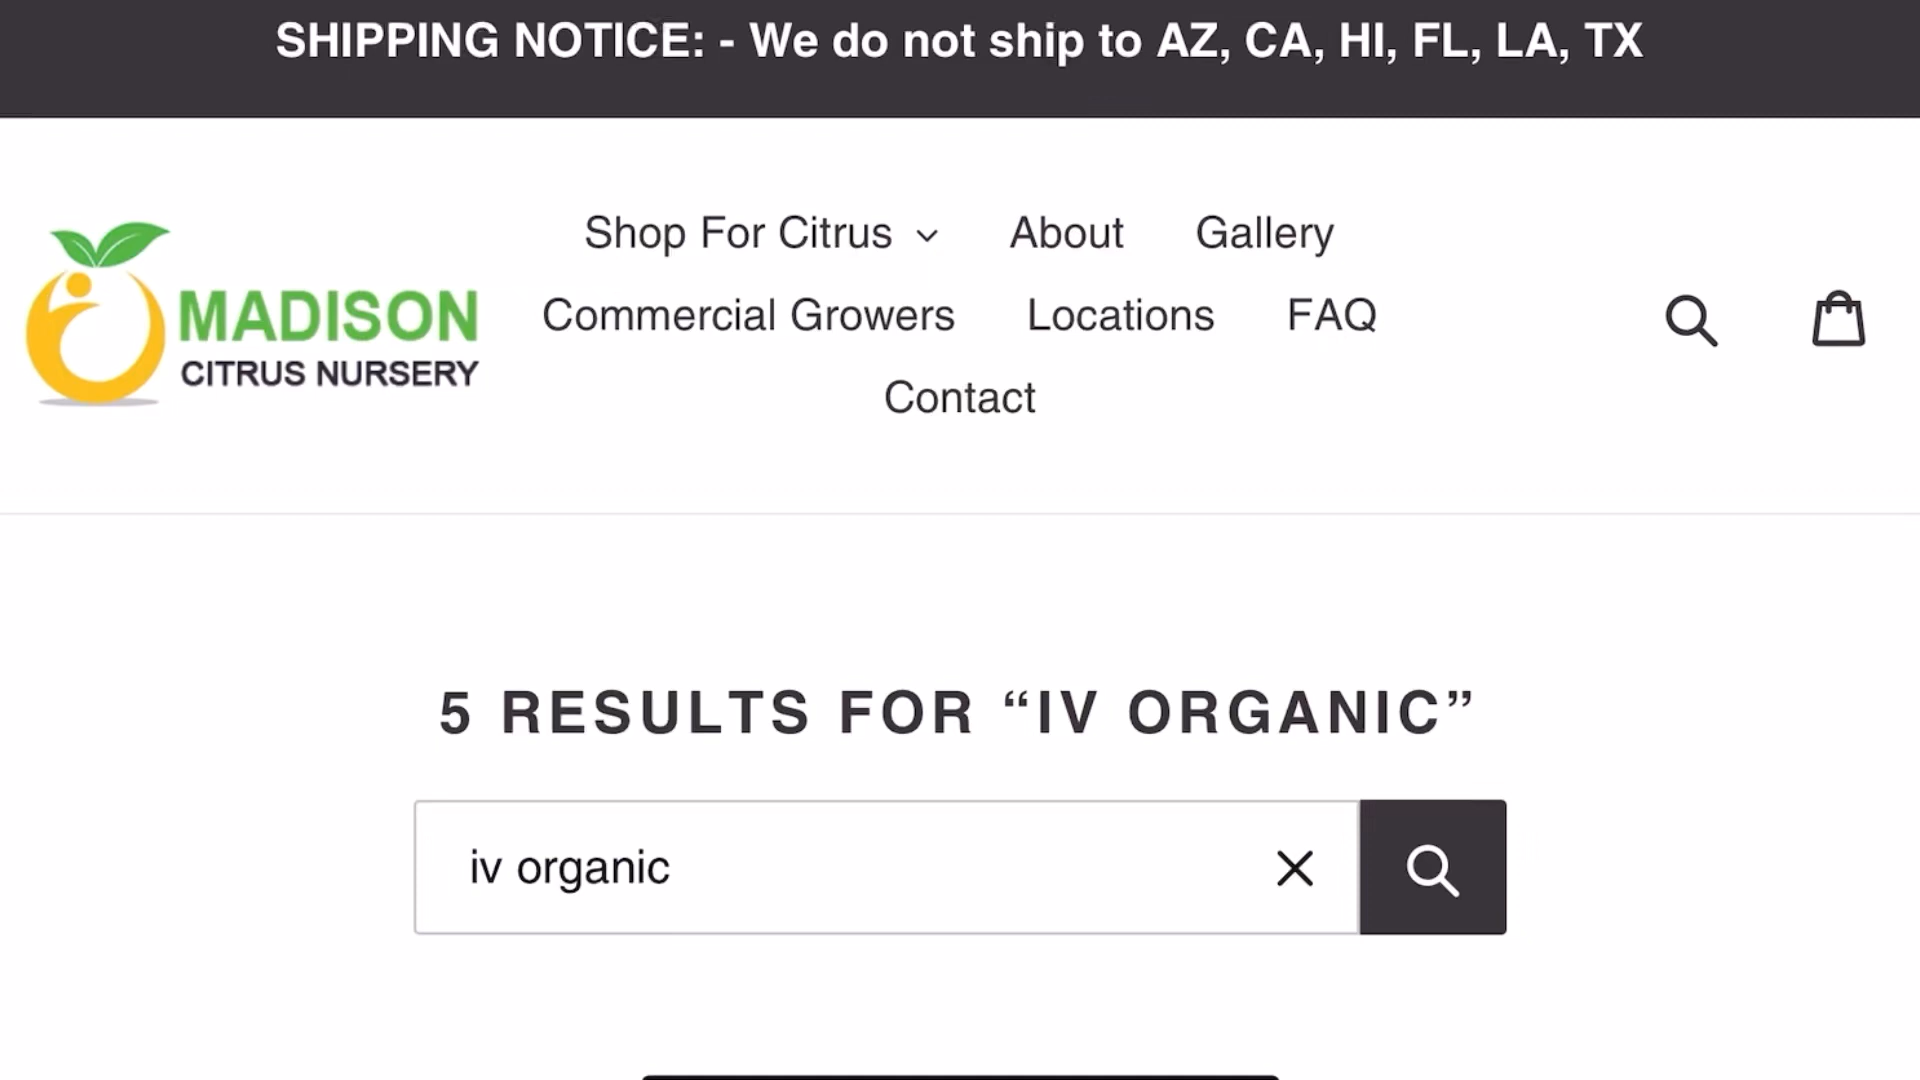 SHIPPING NOTICE: - We do not ship to AZ, CA, HI, FL, LA, TX
MADISON
CITRUS NURSERY
Shop For Citrus About Gallery
Commercial Growers Locations FAQ
Contact
5 RESULTS FOR “IV ORGANIC”
iv organic